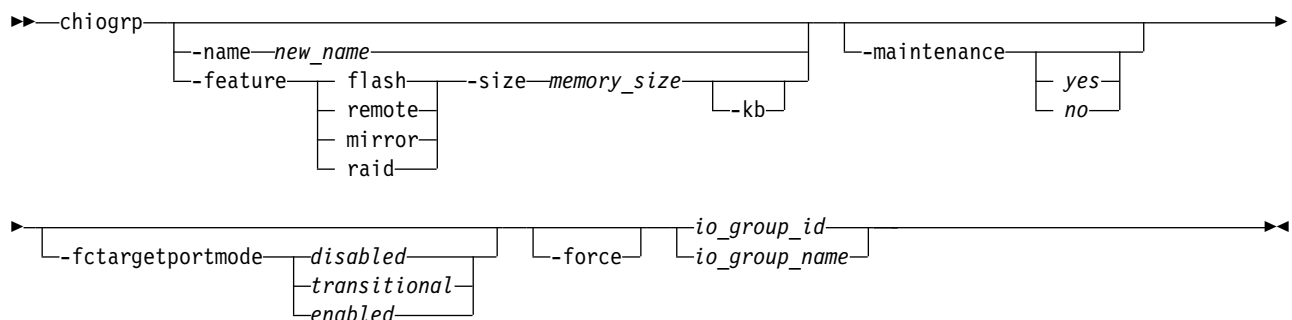 chiogrp
-name new_name
-maintenance
-feature flash -size memory_size
yes
remote -kb
no
mirror
raid
io_group_id
-fctargetportmode disabled -force io_group_name
transitional
enabled